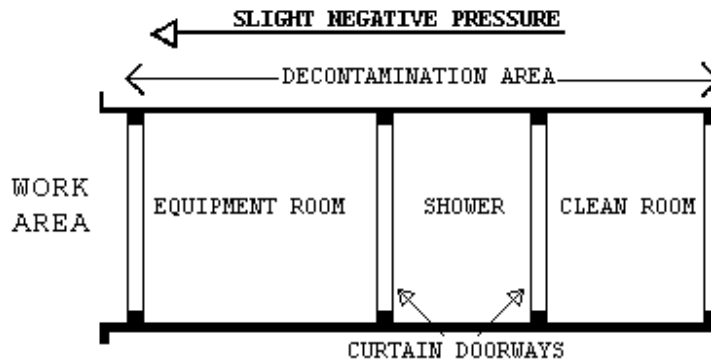 SLIGHT NEGATIVE PRESSURE
DECONTAMINATION AREA
WORK
AREA
EQUIPMENT ROOM
SHOWER
CLEAN ROOM
CURTAIN DOORWAYS